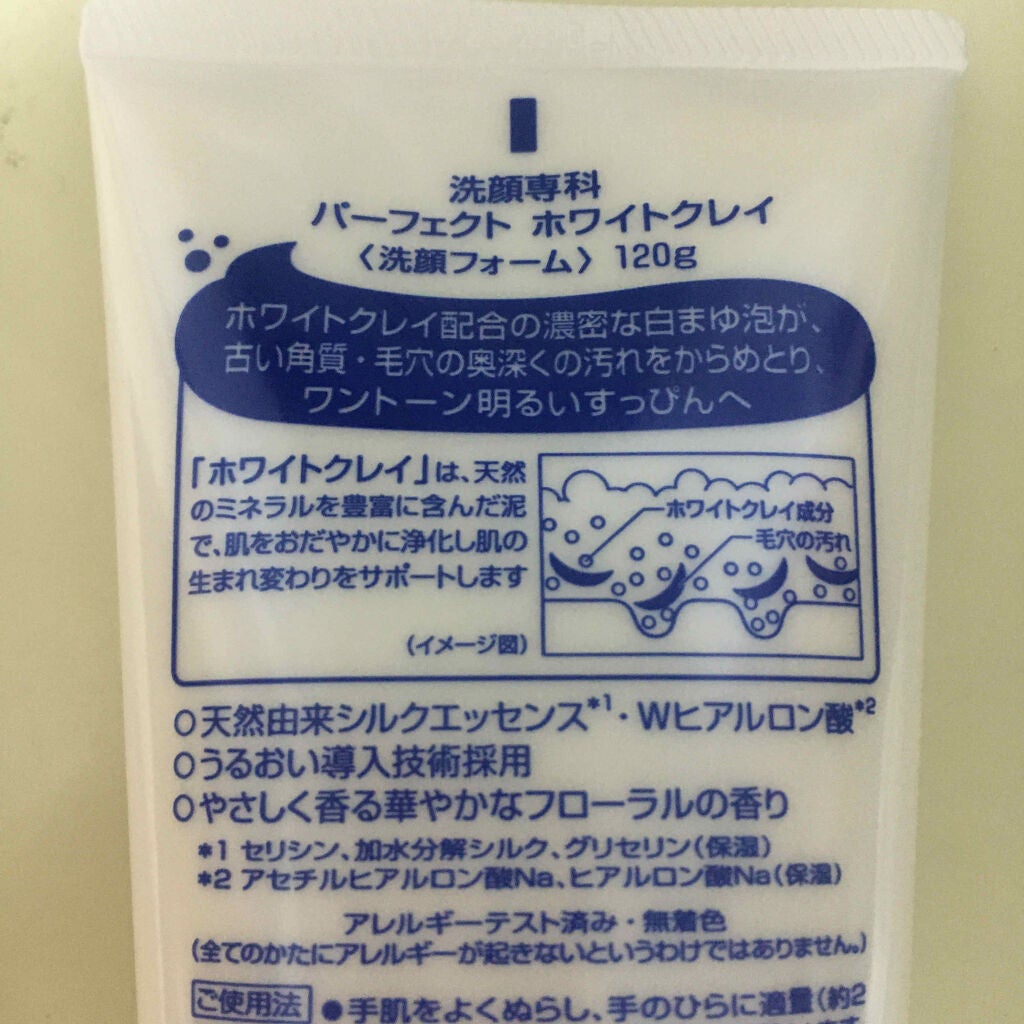 洗顔専科
パーフェクト ホワイトクレイ
〈洗顔フォーム〉 120g
ホワイトクレイ配合の濃密な白まゆ泡が、
古い角質・毛穴の奥深くの汚れをからめとり、
ワントーン明るいすっぴんへ
「ホワイトクレイ」は、天然
のミネラルを豊富に含んだ泥
で、肌をおだやかに浄化し肌の
生まれ変わりをサポートします
(イメージ図)
ホワイトクレイ成分
毛穴の汚れ
○天然由来シルクエッセンス*1・Wヒアルロン酸*2
○うるおい導入技術採用
○やさしく香る華やかなフローラルの香り
*1 セリシン、加水分解シルク、グリセリン(保湿)
*2 アセチルヒアルロン酸Na、ヒアルロン酸Na(保湿)
アレルギーテスト済み・無着色
(全てのかたにアレルギーが起きないというわけではありません。)
ご使用法 ●手肌をよくぬらし、手のひらに適量(約2